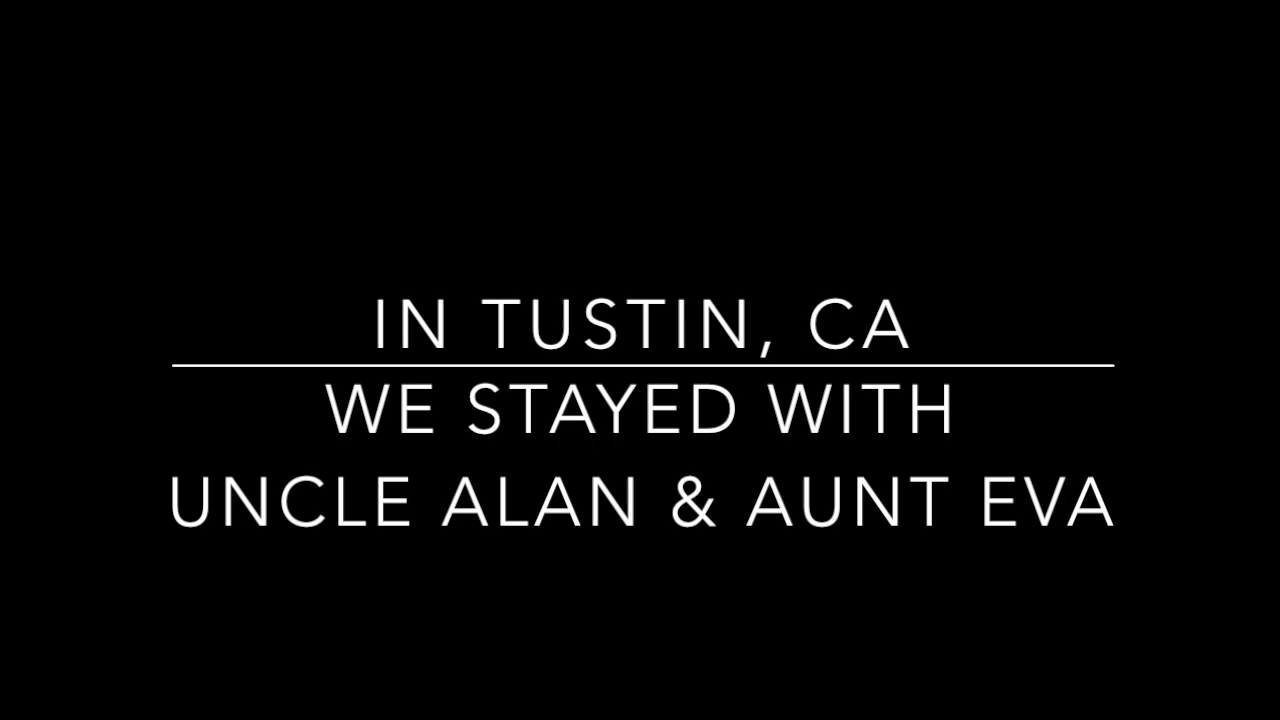 IN TUSTIN, CA
WE STAYED WITH
UNCLE ALAN & AUNT EVA